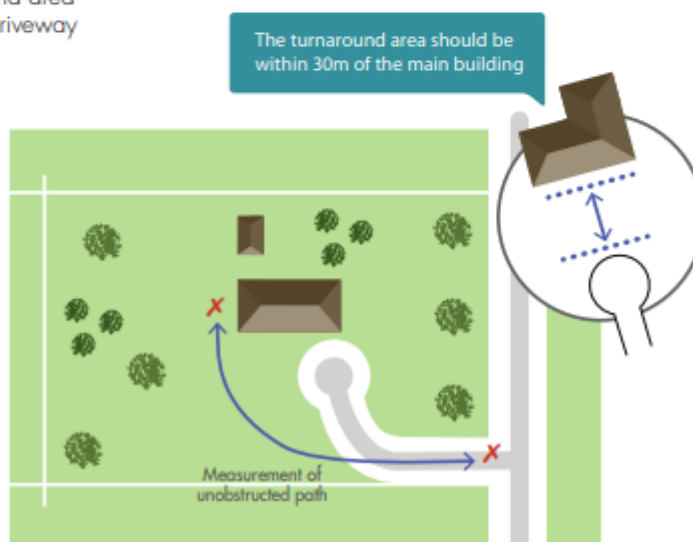 riveway
The turnaround area should be
within 30m of the main building
Measurement of
unobstructed path